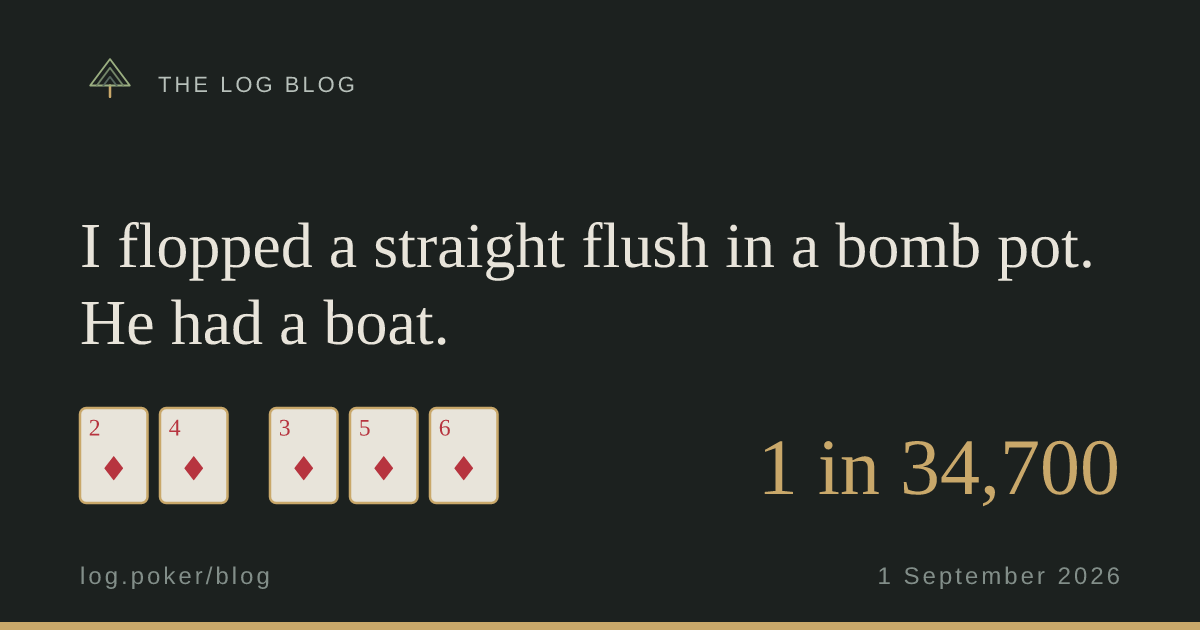 THE LOG BLOG
I flopped a straight flush in a bomb pot.
He had a boat.
2 4 3 5 6
1 in 34,700
log.poker/blog
1 September 2026